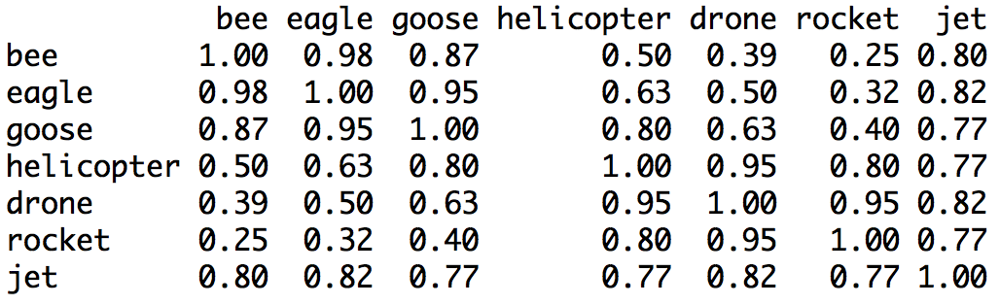 bee eagle goose helicopter drone rocket jet
bee 1.00 0.98 0.87 0.50 0.39 0.25 0.80
eagle 0.98 1.00 0.95 0.63 0.50 0.32 0.82
goose 0.87 0.95 1.00 0.80 0.63 0.40 0.77
helicopter 0.50 0.63 0.80 1.00 0.95 0.80 0.77
drone 0.39 0.50 0.63 0.95 1.00 0.95 0.82
rocket 0.25 0.32 0.40 0.80 0.95 1.00 0.77
jet 0.80 0.82 0.77 0.77 0.82 0.77 1.00